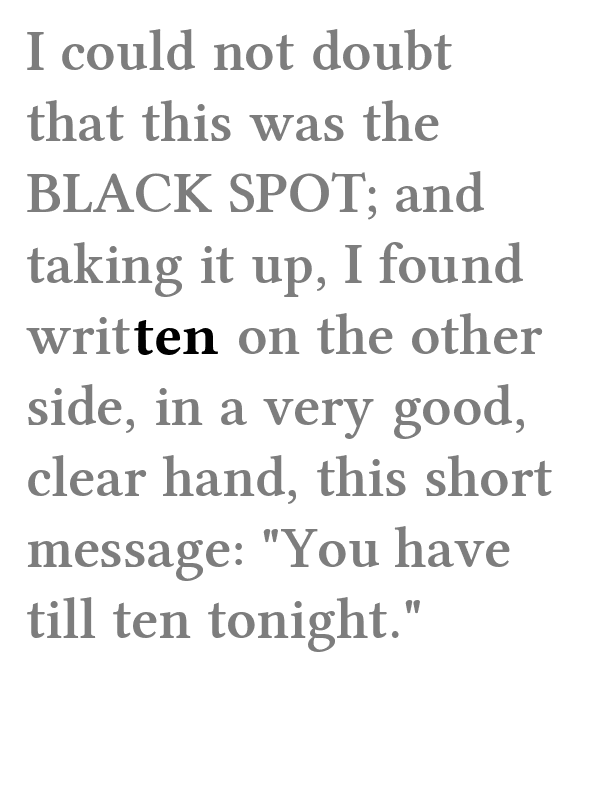 I could not doubt
that this was the
BLACK SPOT; and
taking it up, I found
written on the other
side, in a very good,
clear hand, this short
message: "You have
till ten tonight."